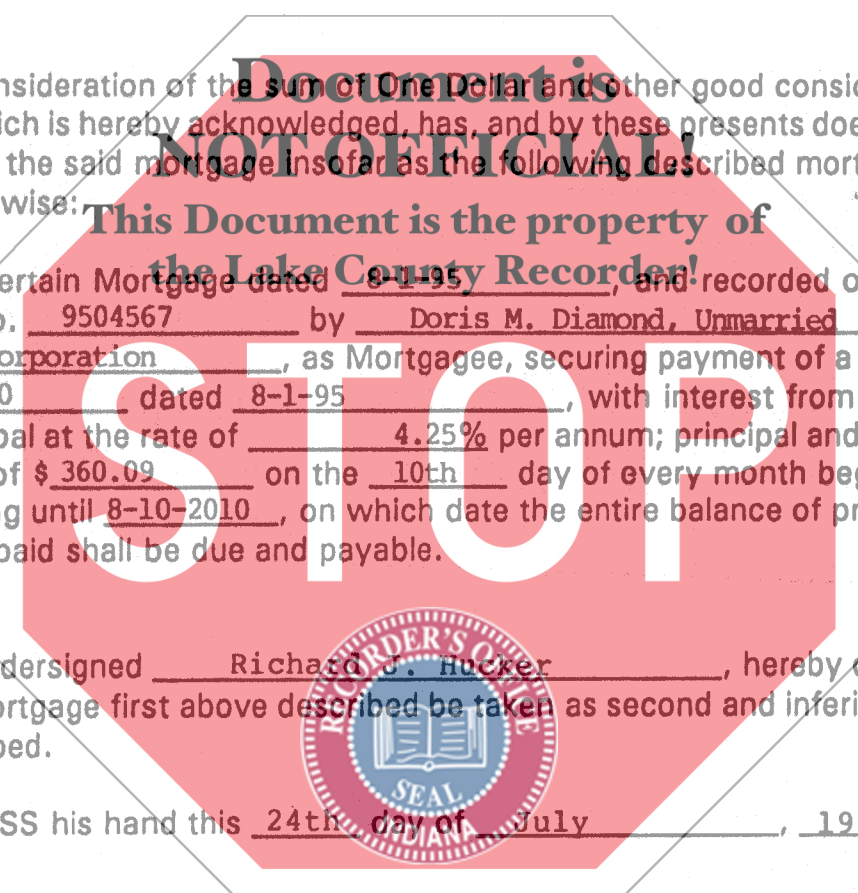 Document is
NOT OFFICIAL!
This Document is the property of
the Lake County Recorder!
STOP
nsideration of the sum of One Dollar and other good consid
ich is hereby acknowledged, has, and by these presents doe
the said mortgage insofar as the following described mort
wise:
ertain Mortgage dated 8-1-95, and recorded o
o. 9504567 by Doris M. Diamond, Unmarried
orporation, as Mortgagee, securing payment of a
0 dated 8-1-95, with interest from
pal at the rate of 4.25% per annum; principal and
of $ 360.09 on the 10th day of every month beg
g until 8-10-2010, on which date the entire balance of pr
paid shall be due and payable.
dersigned Richard J. Hucker, hereby
ortgage first above described be taken as second and inferi
bed.
SS his hand this 24th day of July, 19
RECORDER'S OFFICE
SEAL
INDIANA